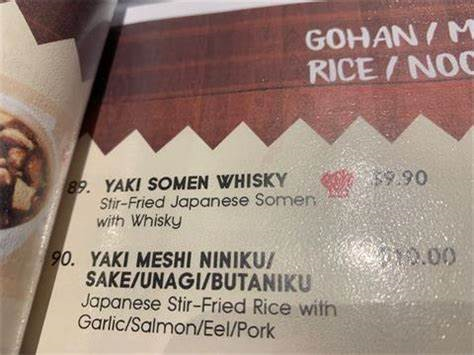 GOHAN / M
RICE / NOO
89. YAKI SOMEN WHISKY $9.90
Stir-Fried Japanese Somen
with Whisky
90. YAKI MESHI NINIKU/ $10.00
SAKE/UNAGI/BUTANIKU
Japanese Stir-Fried Rice with
Garlic/Salmon/Eel/Pork